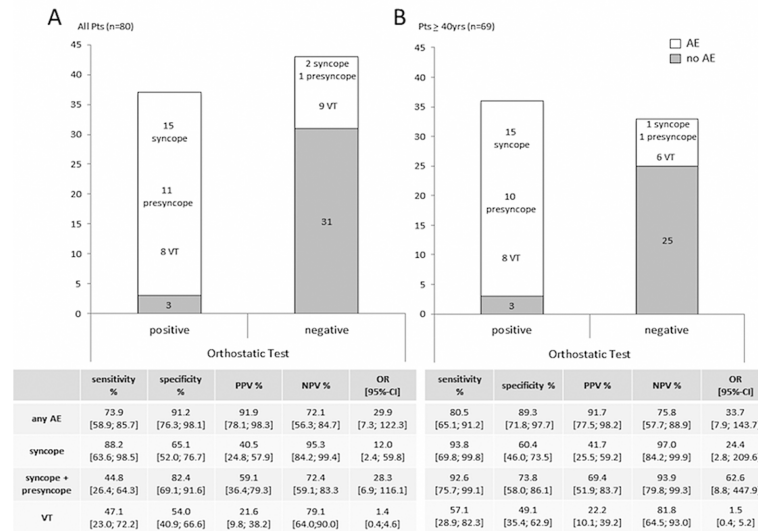 A
All Pts (n=80)
45
40
35
30
25
20
15
10
5
0
15
syncope
11
presyncope
8 VT
3
2 syncope
1 presyncope
9 VT
31
positive
negative
Orthostatic Test
B
Pts ≥ 40yrs (n=69)
AE
no AE
45
40
35
30
25
20
15
10
5
0
15
syncope
10
presyncope
8 VT
3
1 syncope
1 presyncope
6 VT
25
positive
negative
Orthostatic Test
sensitivity % specificity % PPV % NPV % OR [95%-CI]
any AE 73.9 91.2 91.9 72.1 29.9
[58.9; 85.7] [76.3; 98.1] [78.1; 98.3] [56.3; 84.7] [7.3; 122.3]
syncope 88.2 65.1 40.5 95.3 12.0
[63.6; 98.5] [52.0; 76.7] [24.8; 57.9] [84.2; 99.4] [2.4; 59.8]
syncope + presyncope 44.8 82.4 59.1 72.4 28.3
[26.4; 64.3] [69.1; 91.6] [36.4;79.3] [59.1; 83.3] [6.9; 116.1]
VT 47.1 54.0 21.6 79.1 1.4
[23.0; 72.2] [40.9; 66.6] [9.8; 38.2] [64.0;90.0] [0.4;4.6]
sensitivity % specificity % PPV % NPV % OR [95%-CI]
80.5 89.3 91.7 75.8 33.7
[65.1; 91.2] [71.8; 97.7] [77.5; 98.2] [57.7; 88.9] [7.9; 143.7]
93.8 60.4 41.7 97.0 24.4
[69.8; 99.8] [46.0; 73.5] [25.5; 59.2] [84.2; 99.9] [2.8; 209.6]
92.6 73.8 69.4 93.9 62.6
[75.7; 99.1] [58.0; 86.1] [51.9; 83.7] [79.8; 99.3] [8.8; 447.9]
57.1 49.1 22.2 81.8 1.5
[28.9; 82.3] [35.4; 62.9] [10.1; 39.2] [64.5; 93.0] [0.4; 5.2]